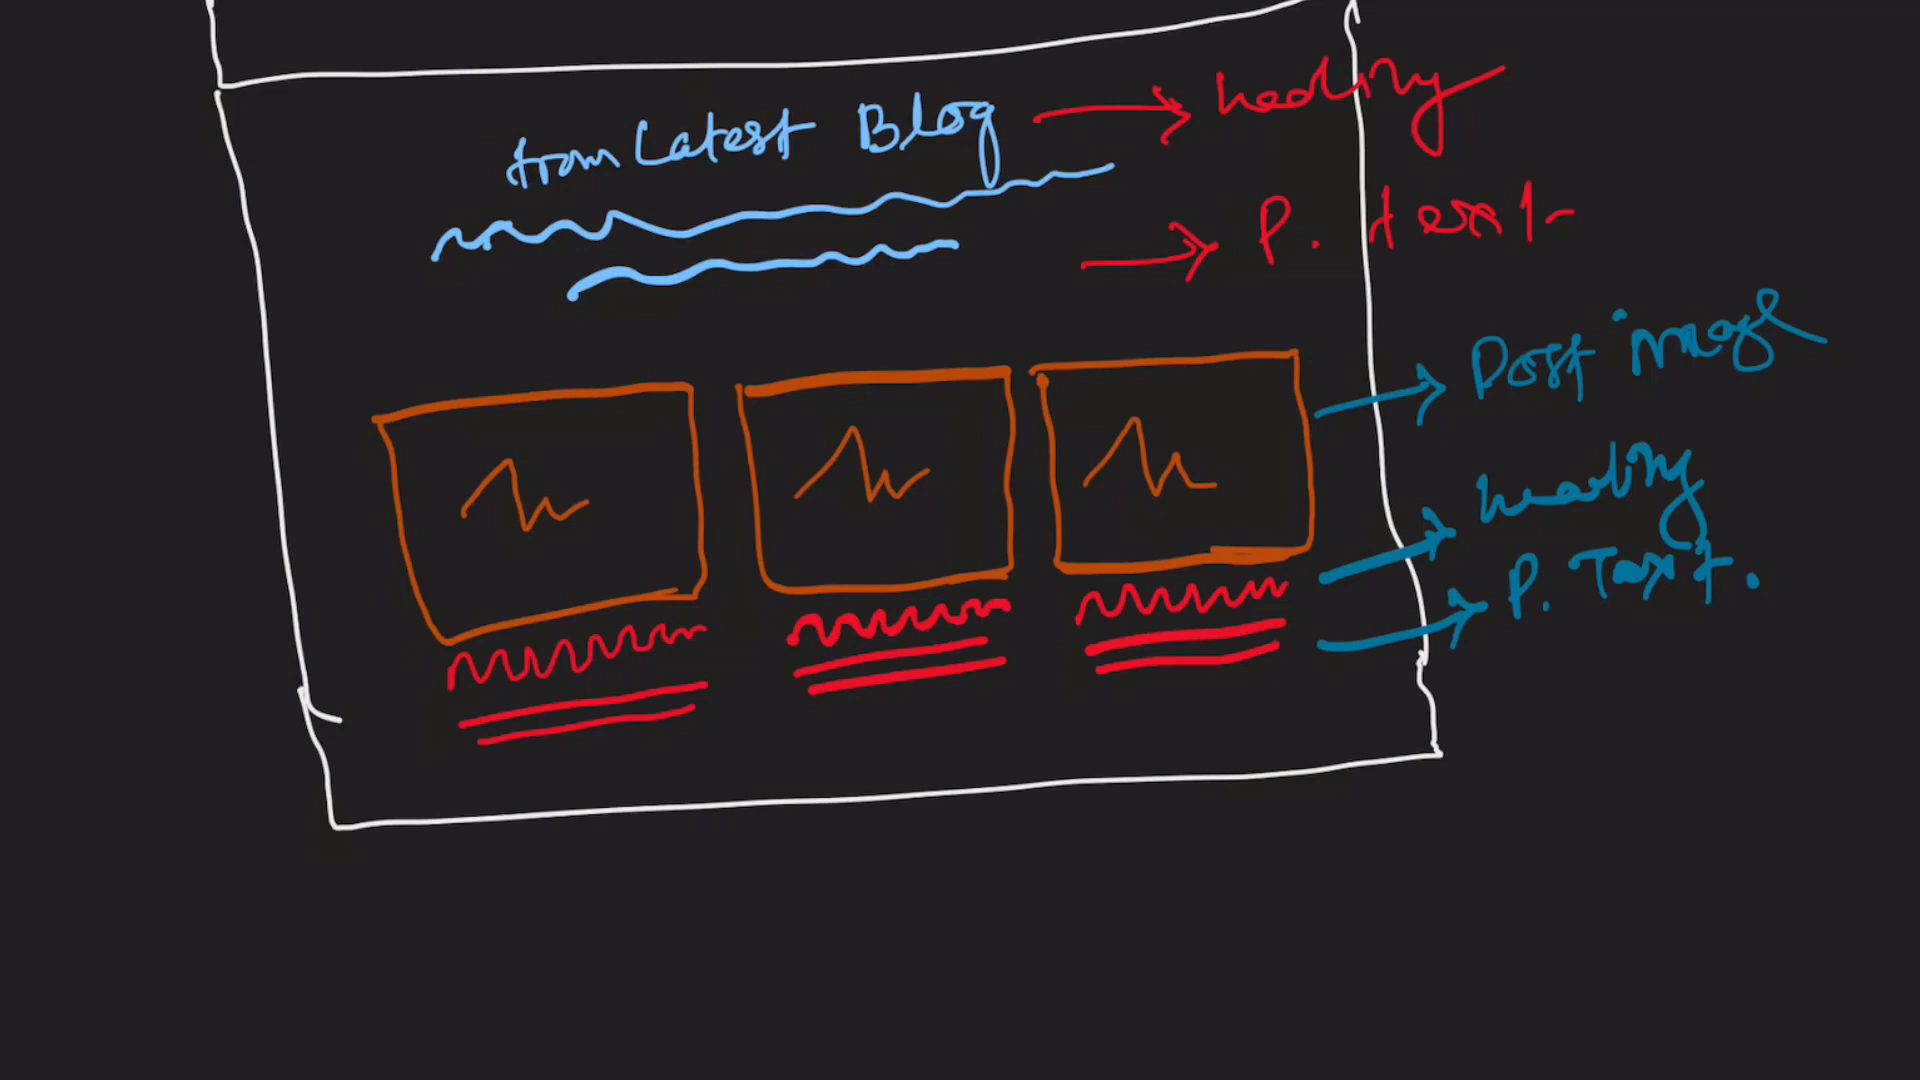 from Latest Blog
heading
P. text
Post image
heading
P. Text.